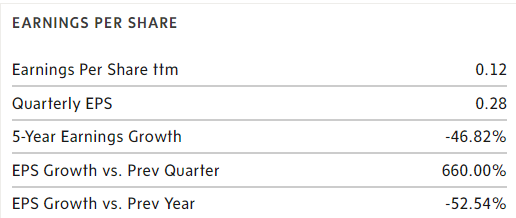 EARNINGS PER SHARE
Earnings Per Share ttm 0.12
Quarterly EPS 0.28
5-Year Earnings Growth -46.82%
EPS Growth vs. Prev Quarter 660.00%
EPS Growth vs. Prev Year -52.54%